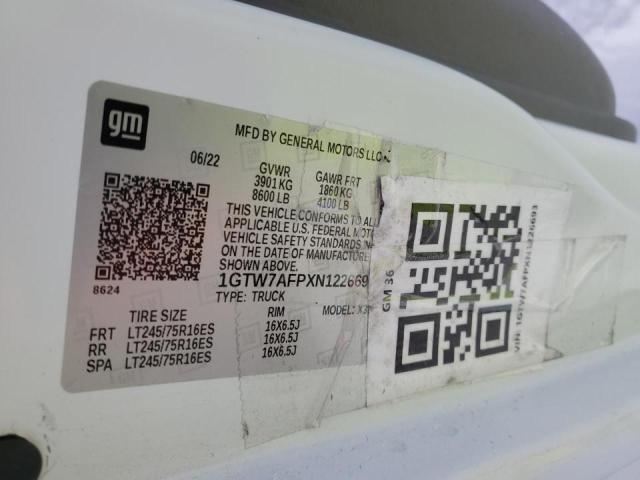 gm
MFD BY GENERAL MOTORS LLC
06/22
GVWR
3901 KG
8600 LB
GAWR FRT
1860 KG
4100 LB
THIS VEHICLE CONFORMS TO ALL
APPLICABLE U.S. FEDERAL
VEHICLE SAFETY STANDARDS
ON THE DATE OF MANUFACTURE
SHOWN ABOVE.
8624
1GTW7AFPXN122669
TYPE: TRUCK
MODEL:
TIRE SIZE RIM
FRT LT245/75R16ES 16X6.5J
RR LT245/75R16ES 16X6.5J
SPA LT245/75R16ES 16X6.5J
GM 36
VIN: 1GTW7AFPXN1226693